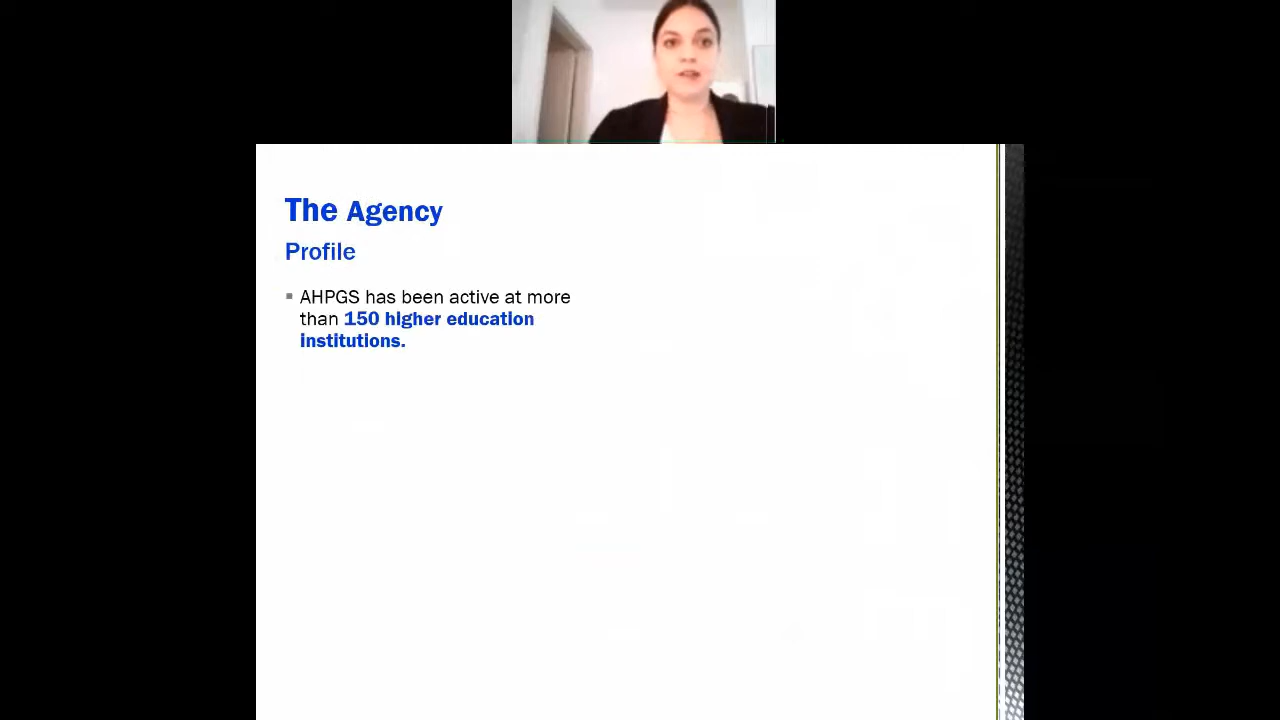 The Agency
Profile
AHPGS has been active at more
than 150 higher education
institutions.